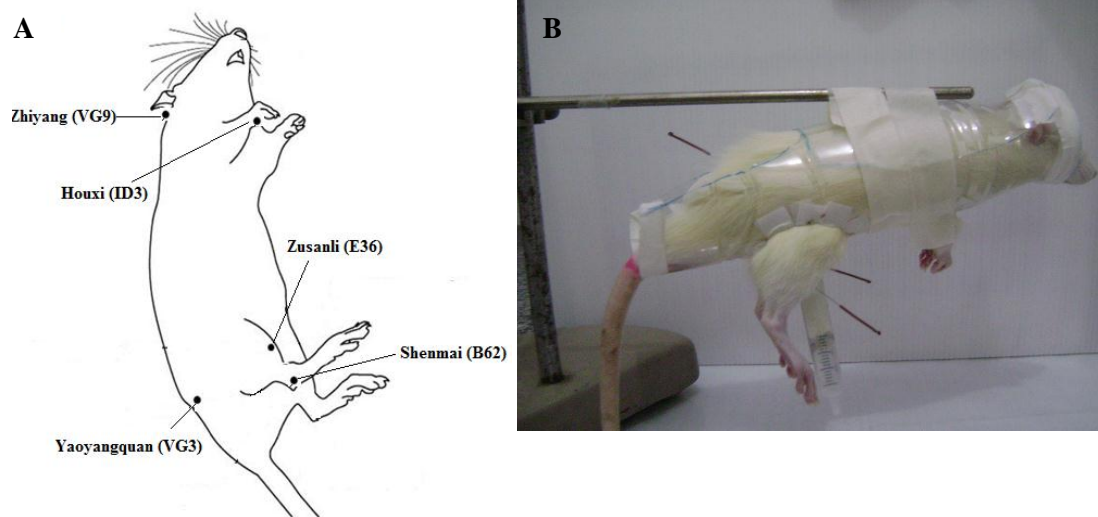 A
B
Zhiyang (VG9)
Houxi (ID3)
Zusanli (E36)
Shenmai (B62)
Yaoyangquan (VG3)